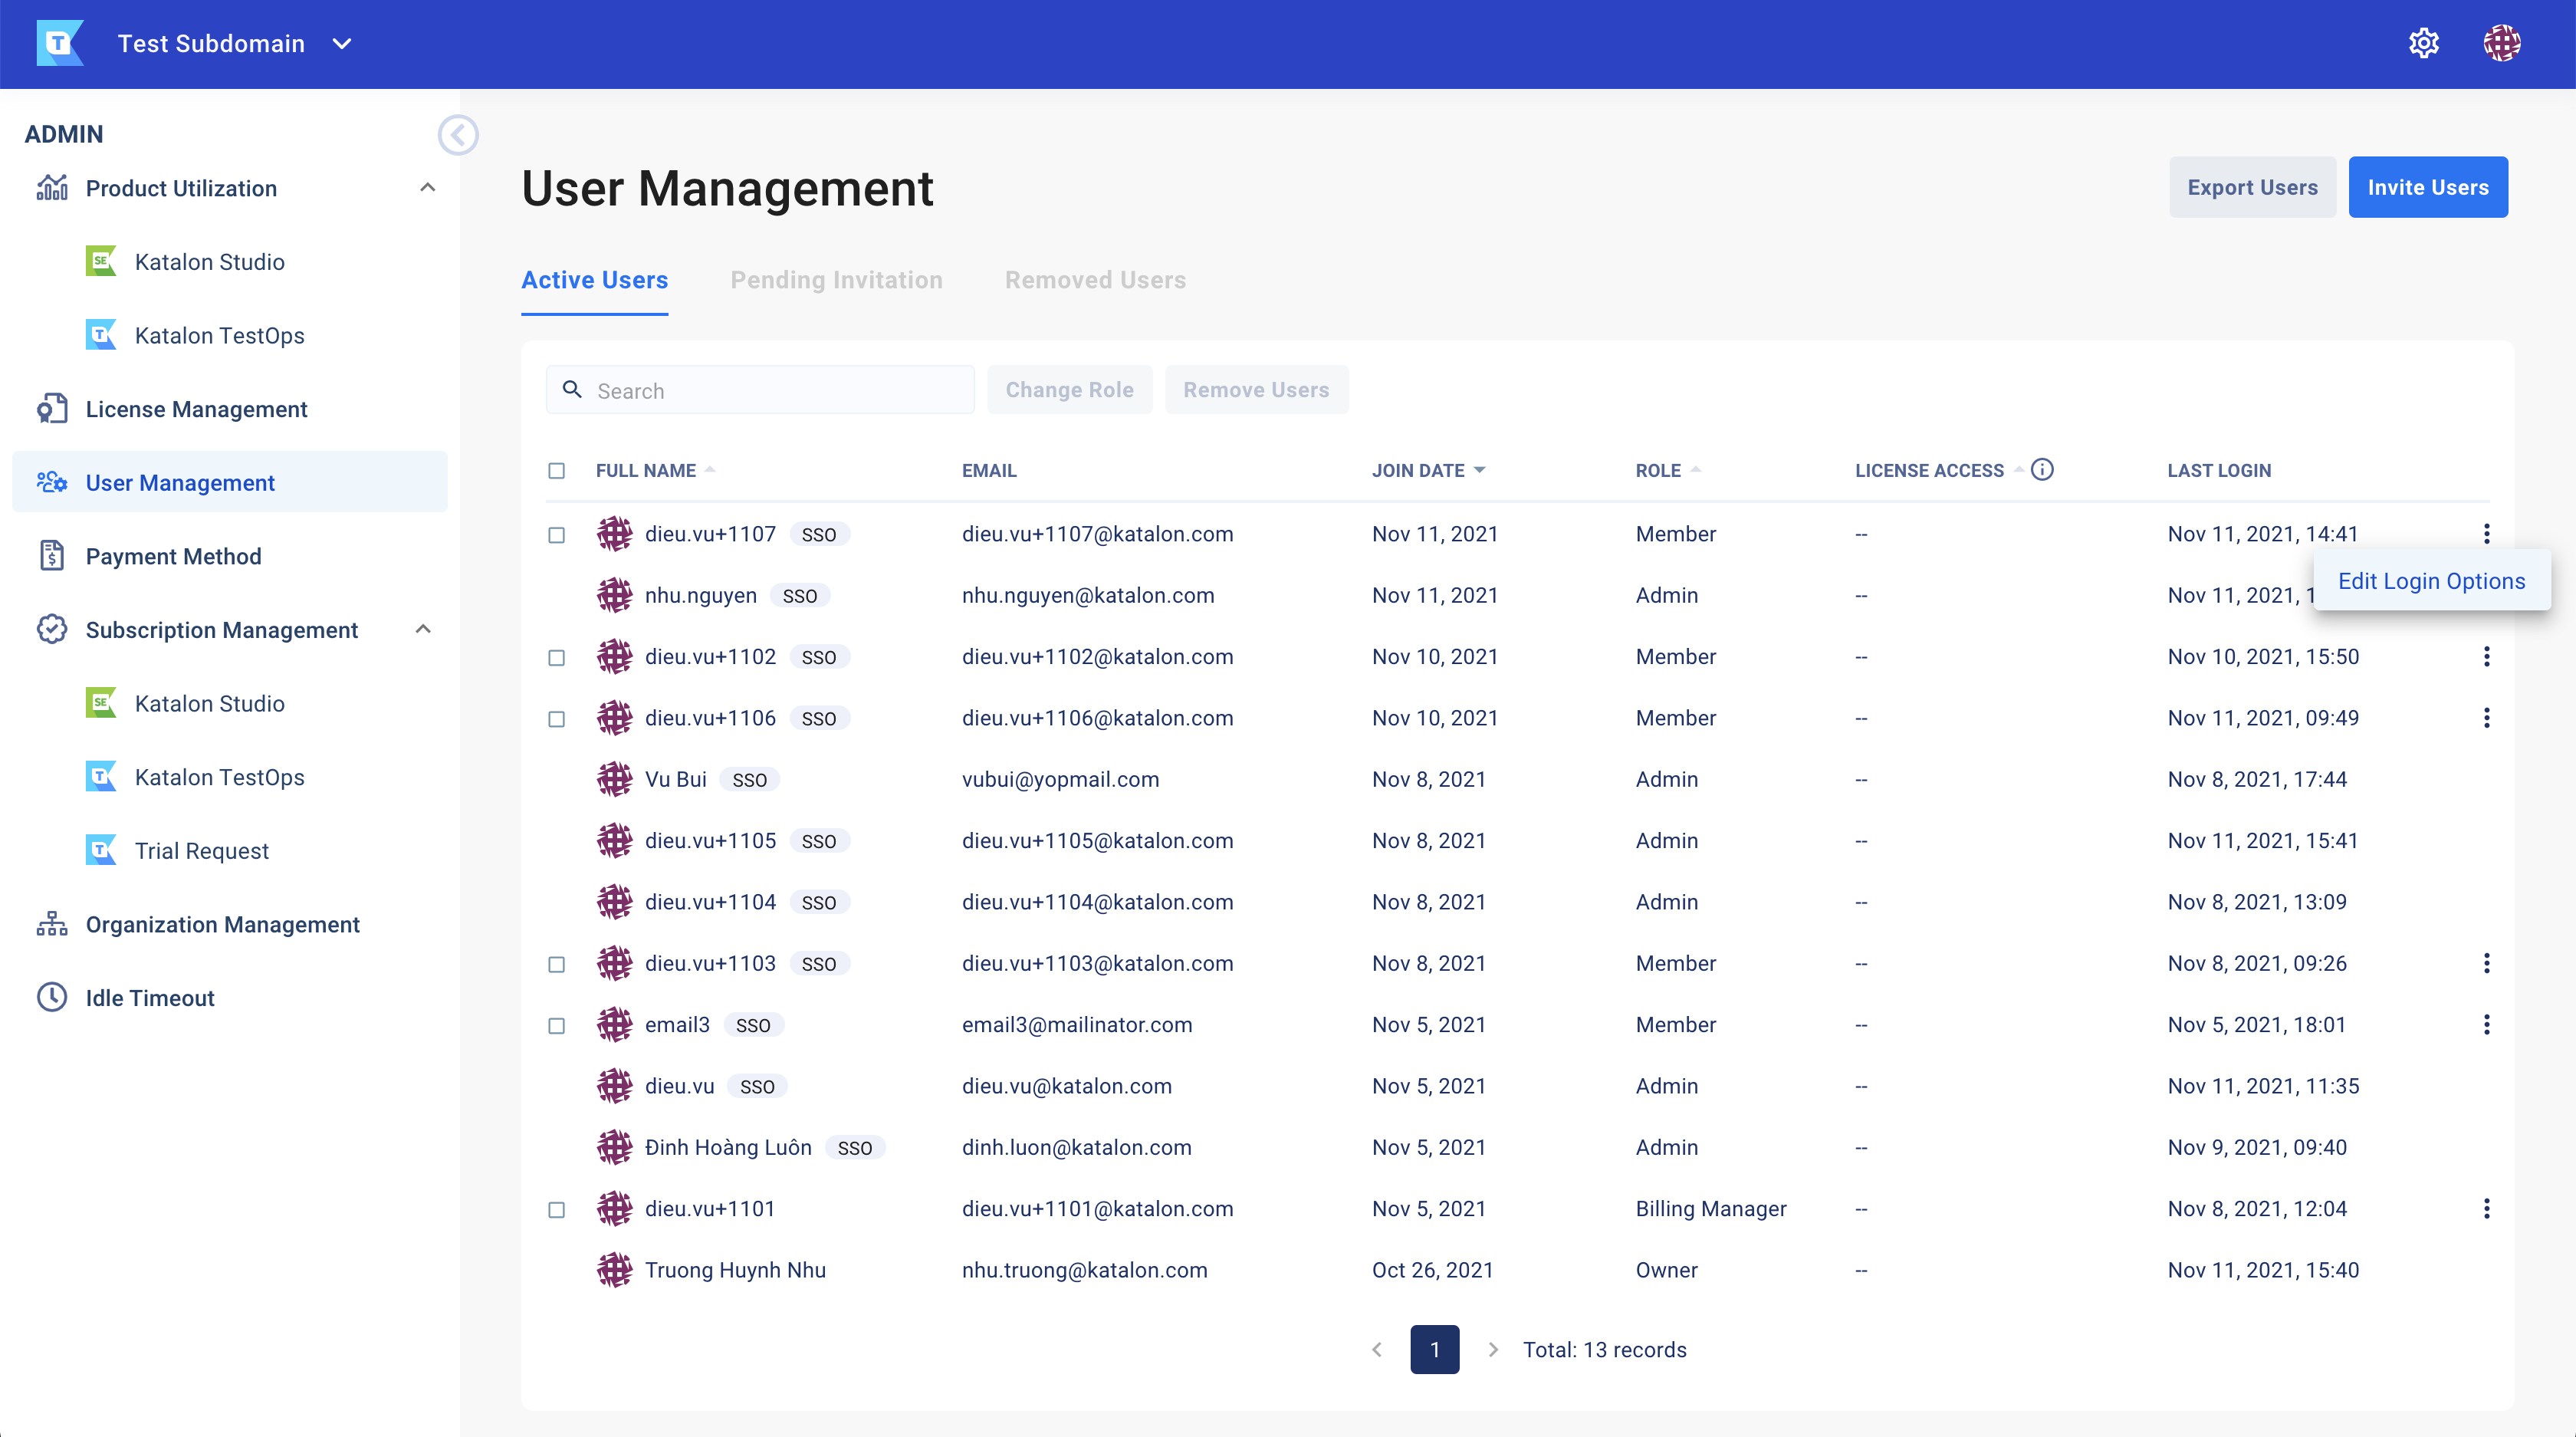 Test Subdomain
ADMIN
Product Utilization
Katalon Studio
Katalon TestOps
License Management
User Management
Payment Method
Subscription Management
Katalon Studio
Katalon TestOps
Trial Request
Organization Management
Idle Timeout
User Management
Export Users Invite Users
Active Users Pending Invitation Removed Users
Search Change Role Remove Users
FULL NAME EMAIL JOIN DATE ROLE LICENSE ACCESS LAST LOGIN
dieu.vu+1107 SSO dieu.vu+1107@katalon.com Nov 11, 2021 Member -- Nov 11, 2021, 14:41
Edit Login Options
nhu.nguyen SSO nhu.nguyen@katalon.com Nov 11, 2021 Admin -- Nov 11, 2021, 1
dieu.vu+1102 SSO dieu.vu+1102@katalon.com Nov 10, 2021 Member -- Nov 10, 2021, 15:50
dieu.vu+1106 SSO dieu.vu+1106@katalon.com Nov 10, 2021 Member -- Nov 11, 2021, 09:49
Vu Bui SSO vubui@yopmail.com Nov 8, 2021 Admin -- Nov 8, 2021, 17:44
dieu.vu+1105 SSO dieu.vu+1105@katalon.com Nov 8, 2021 Admin -- Nov 11, 2021, 15:41
dieu.vu+1104 SSO dieu.vu+1104@katalon.com Nov 8, 2021 Admin -- Nov 8, 2021, 13:09
dieu.vu+1103 SSO dieu.vu+1103@katalon.com Nov 8, 2021 Member -- Nov 8, 2021, 09:26
email3 SSO email3@mailinator.com Nov 5, 2021 Member -- Nov 5, 2021, 18:01
dieu.vu SSO dieu.vu@katalon.com Nov 5, 2021 Admin -- Nov 11, 2021, 11:35
Đinh Hoàng Luôn SSO dinh.luon@katalon.com Nov 5, 2021 Admin -- Nov 9, 2021, 09:40
dieu.vu+1101 dieu.vu+1101@katalon.com Nov 5, 2021 Billing Manager -- Nov 8, 2021, 12:04
Truong Huynh Nhu nhu.truong@katalon.com Oct 26, 2021 Owner -- Nov 11, 2021, 15:40
1 Total: 13 records